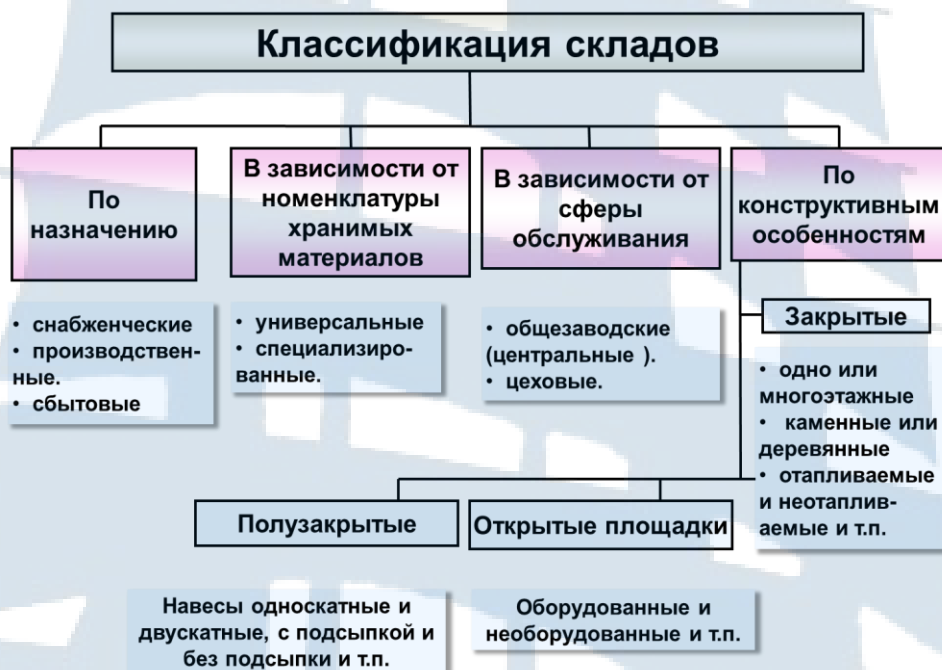 Классификация складов
По
назначению
• снабженческие
• производствен-
ные.
• сбытовые
В зависимости от
номенклатуры
хранимых
материалов
• универсальные
• специализиро-
ванные.
В зависимости от
сферы
обслуживания
• общезаводские
(центральные ).
• цеховые.
По
конструктивным
особенностям
Закрытые
• одно или
многоэтажные
• каменные или
деревянные
• отапливаемые
и неотаплив-
аемые и т.п.
Полузакрытые
Навесы односкатные и
двускатные, с подсыпкой и
без подсыпки и т.п.
Открытые площадки
Оборудованные и
необорудованные и т.п.